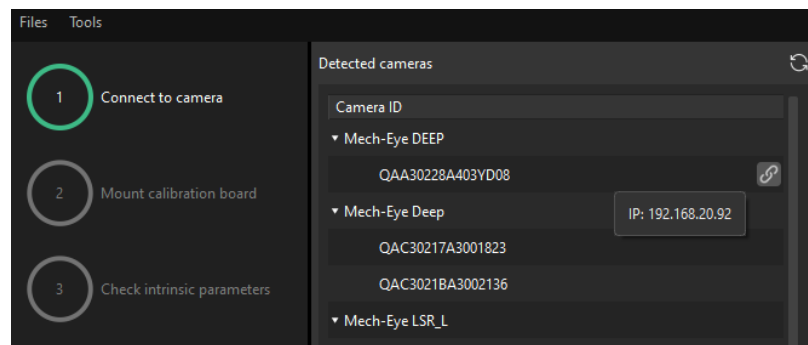 Files Tools
1 Connect to camera
2 Mount calibration board
3 Check intrinsic parameters
Detected cameras
Camera ID
Mech-Eye DEEP
QAA30228A403YD08
IP: 192.168.20.92
Mech-Eye Deep
QAC30217A3001823
QAC3021BA3002136
Mech-Eye LSR_L